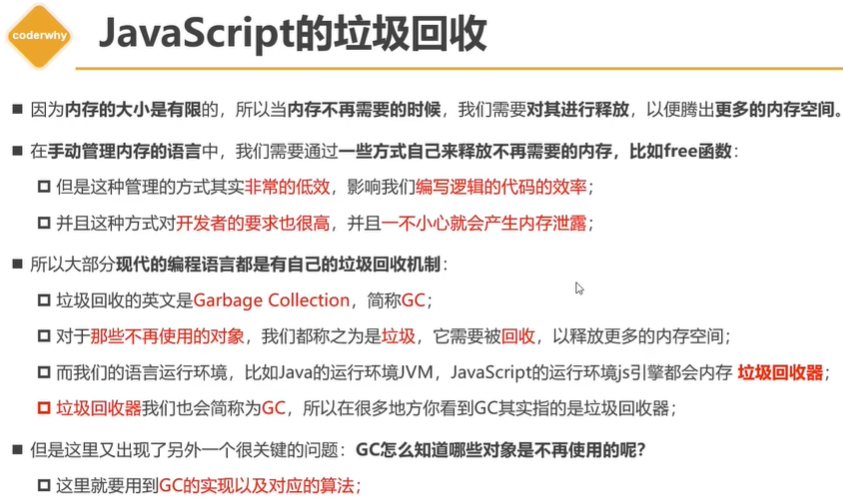 coderwhy
JavaScript的垃圾回收
因为内存的大小是有限的，所以当内存不再需要的时候，我们需要对其进行释放，以便腾出更多的内存空间。
在手动管理内存的语言中，我们需要通过一些方式自己来释放不再需要的内存，比如free函数：
但是这种管理的方式其实非常的低效，影响我们编写逻辑的代码的效率；
并且这种方式对开发者的要求也很高，并且一不小心就会产生内存泄露；
所以大部分现代的编程语言都是有自己的垃圾回收机制：
垃圾回收的英文是Garbage Collection，简称GC；
对于那些不再使用的对象，我们都称之为是垃圾，它需要被回收，以释放更多的内存空间；
而我们的语言运行环境，比如Java的运行环境JVM，JavaScript的运行环境js引擎都会内存 垃圾回收器；
垃圾回收器我们也会简称为GC，所以在很多地方你看到GC其实指的是垃圾回收器；
但是这里又出现了另外一个很关键的问题：GC怎么知道哪些对象是不再使用的呢？
这里就要用到GC的实现以及对应的算法；